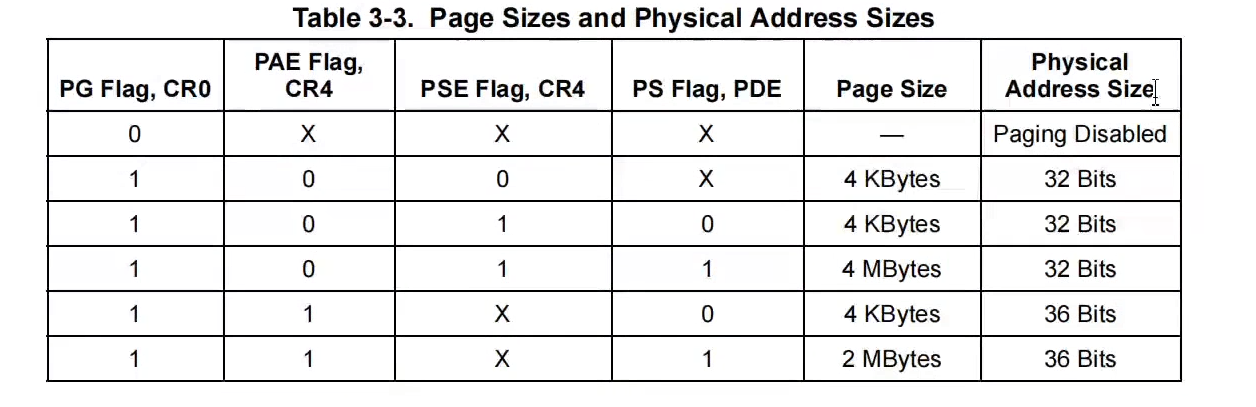 Table 3-3. Page Sizes and Physical Address Sizes
PG Flag, CR0 PAE Flag, CR4 PSE Flag, CR4 PS Flag, PDE Page Size Physical Address Size
0 X X X — Paging Disabled
1 0 0 X 4 KBytes 32 Bits
1 0 1 0 4 KBytes 32 Bits
1 0 1 1 4 MBytes 32 Bits
1 1 X 0 4 KBytes 36 Bits
1 1 X 1 2 MBytes 36 Bits